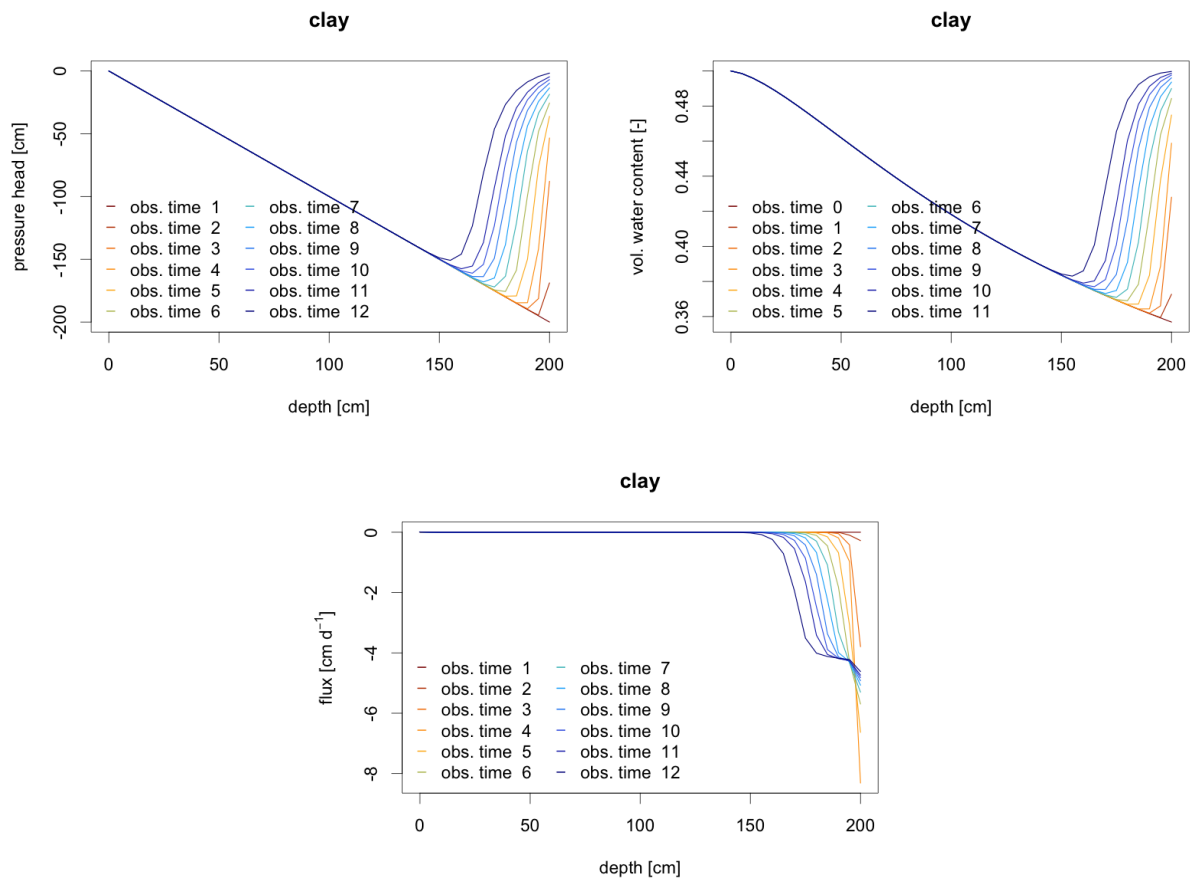 clay
pressure head [cm]
0
-50
-100
-150
-200
obs. time 1
obs. time 2
obs. time 3
obs. time 4
obs. time 5
obs. time 6
obs. time 7
obs. time 8
obs. time 9
obs. time 10
obs. time 11
obs. time 12
0 50 100 150 200
depth [cm]
clay
vol. water content [-]
0.48
0.44
0.40
0.36
obs. time 0
obs. time 1
obs. time 2
obs. time 3
obs. time 4
obs. time 5
obs. time 6
obs. time 7
obs. time 8
obs. time 9
obs. time 10
obs. time 11
0 50 100 150 200
depth [cm]
clay
flux [cm d⁻¹]
0
-2
-4
-6
-8
obs. time 1
obs. time 2
obs. time 3
obs. time 4
obs. time 5
obs. time 6
obs. time 7
obs. time 8
obs. time 9
obs. time 10
obs. time 11
obs. time 12
0 50 100 150 200
depth [cm]